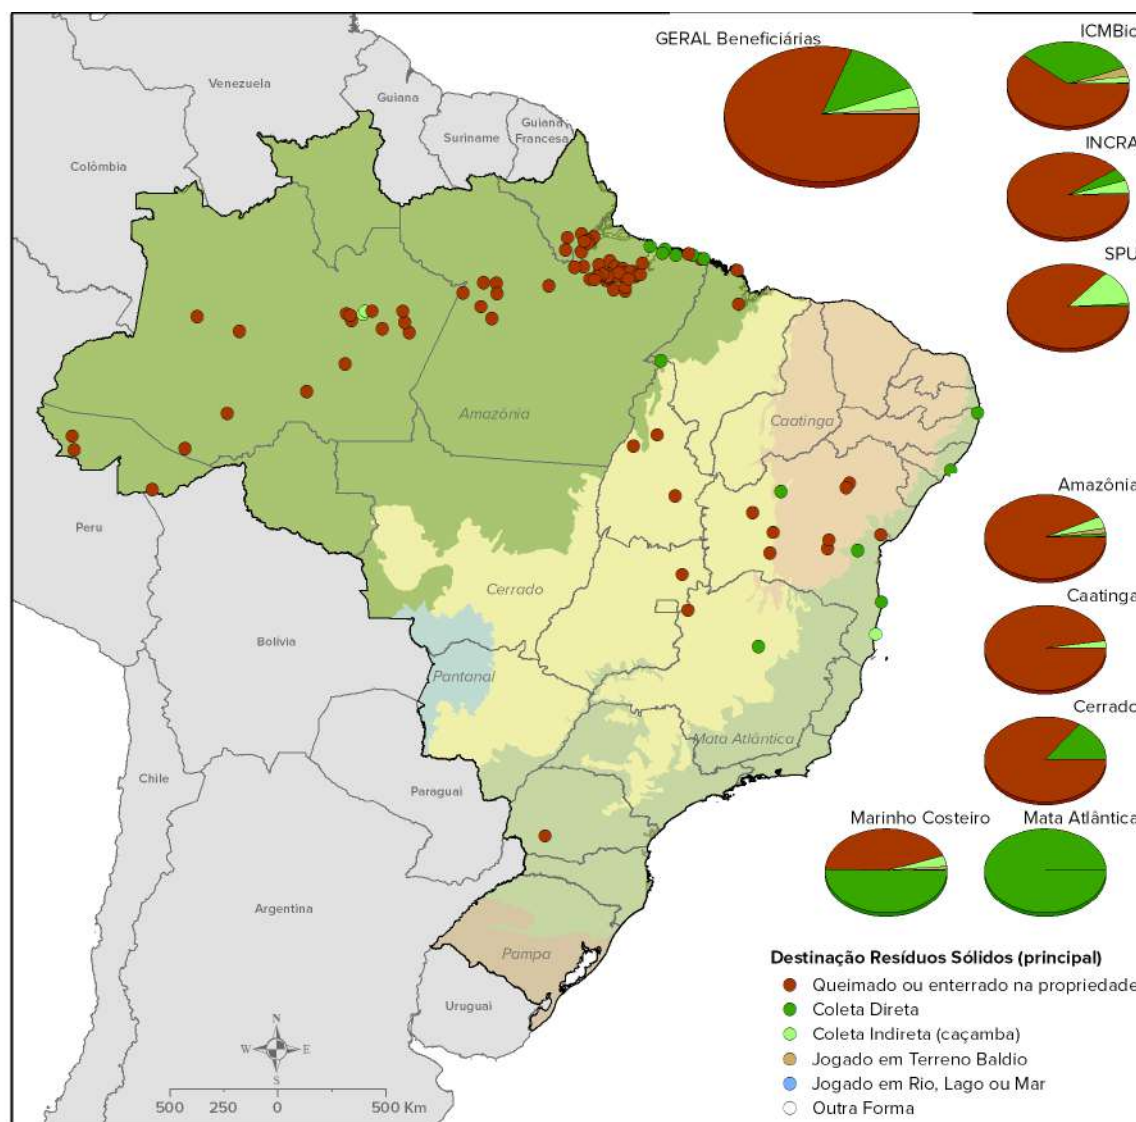 GERAL Beneficiárias
ICMBio
INCRA
SPU
Venezuela
Guiana
Suriname
Guiana
Francesa
Colômbia
Amazônia
Caatinga
Peru
Cerrado
Bolívia
Pantanal
Mata Atlântica
Chile
Paraguai
Argentina
Pampa
Uruguai
Amazônia
Caatinga
Cerrado
Marinho Costeiro
Mata Atlântica
Destinação Resíduos Sólidos (principal)
Queimado ou enterrado na propriedade
Coleta Direta
Coleta Indireta (caçamba)
Jogado em Terreno Baldio
Jogado em Rio, Lago ou Mar
Outra Forma
N
W E
S
500 250 0 500 Km